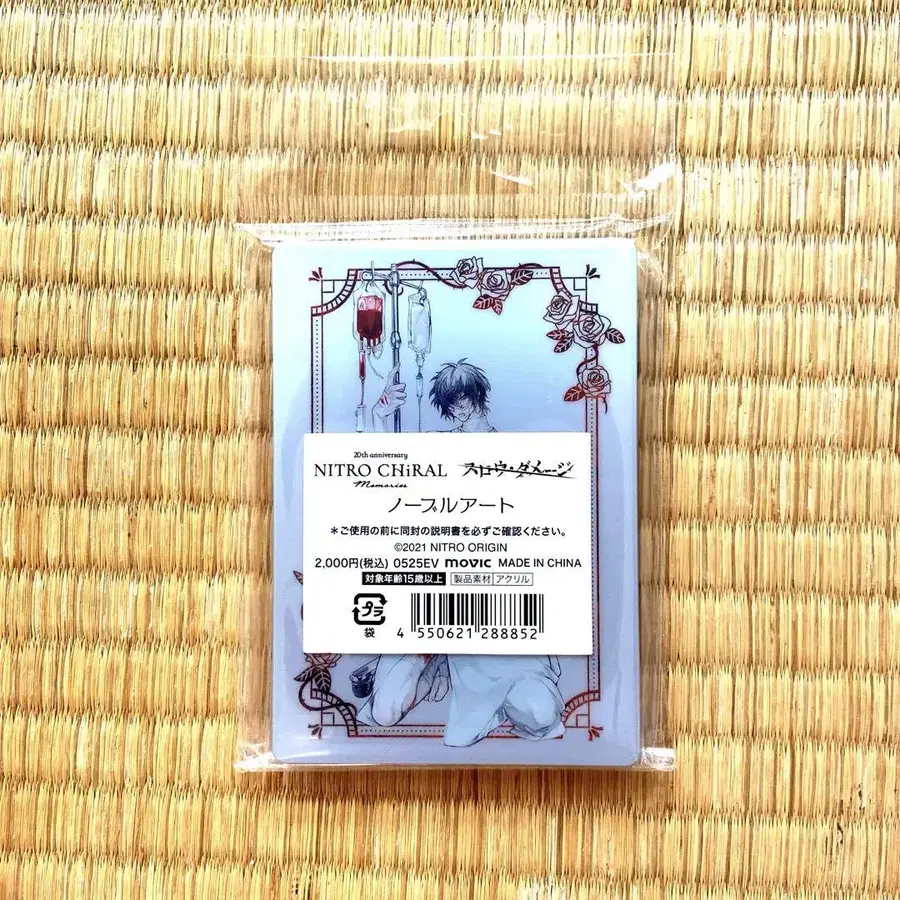 20th anniversary
NITRO CHiRAL スロウ・ダメージ
Memories
ノーブルアート
*ご使用の前に同封の説明書を必ずご確認ください。
©2021 NITRO ORIGIN
2,000円(税込) 0525EV movic MADE IN CHINA
対象年齢15歳以上 製品素材 アクリル
プラ
袋
4 550621 288852